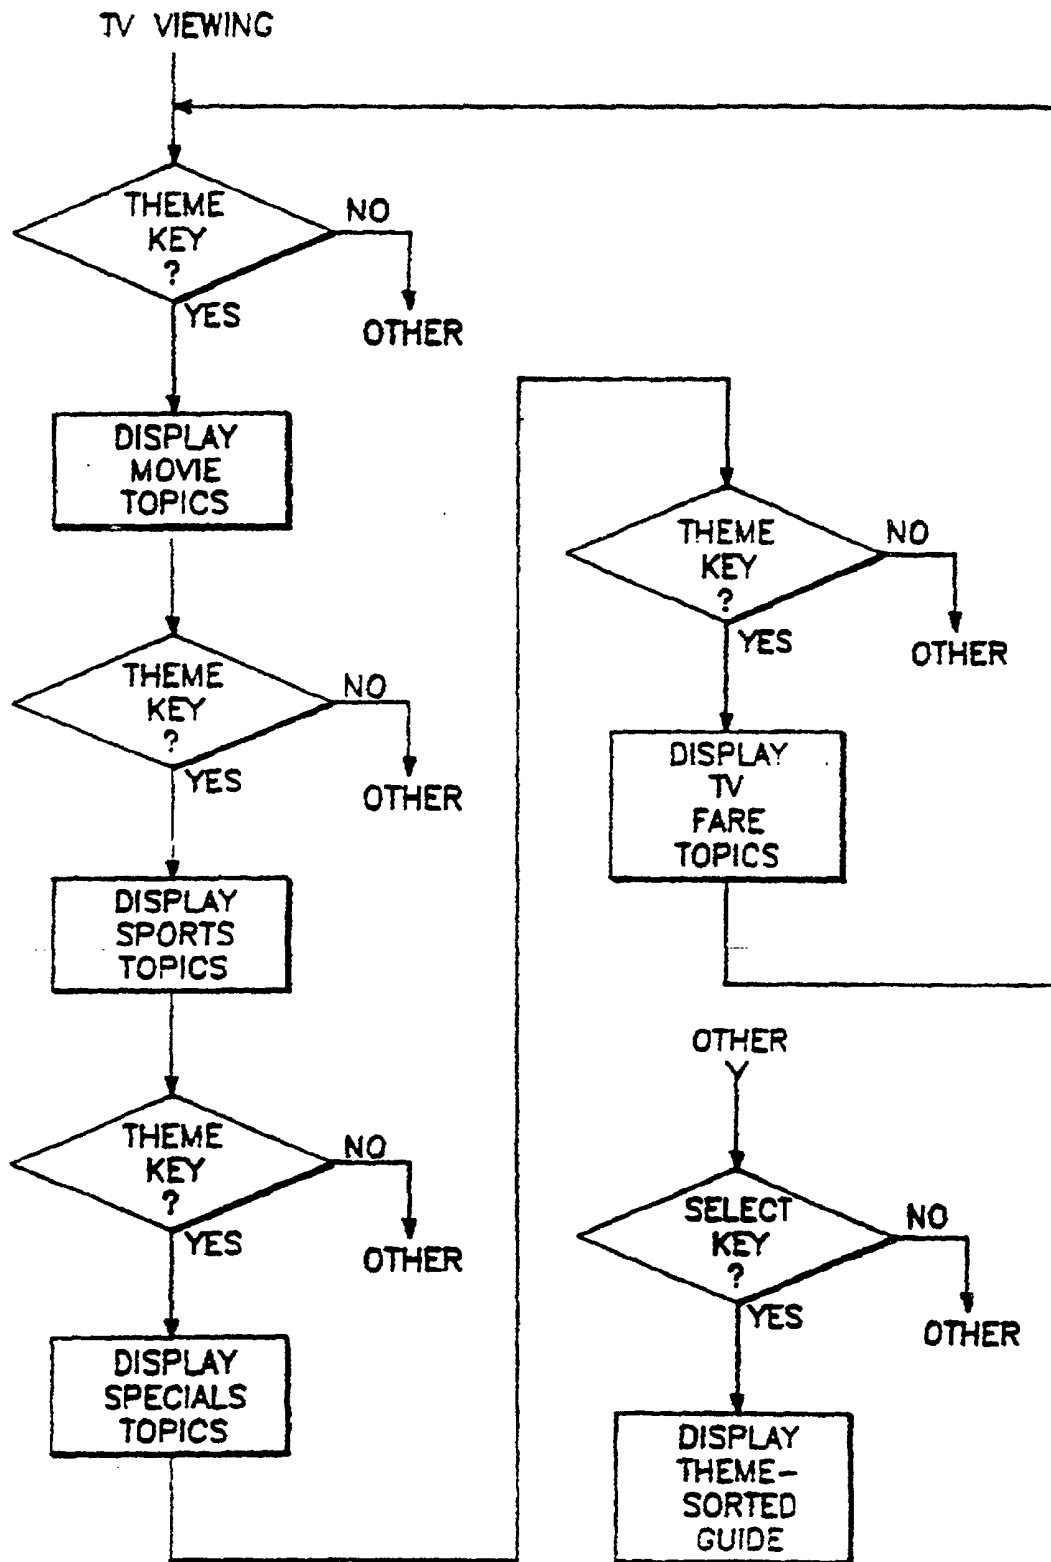 TV VIEWING
THEME
KEY
?
NO
YES
OTHER
DISPLAY
MOVIE
TOPICS
THEME
KEY
?
NO
YES
OTHER
DISPLAY
SPORTS
TOPICS
THEME
KEY
?
NO
YES
OTHER
DISPLAY
SPECIALS
TOPICS
THEME
KEY
?
NO
YES
OTHER
DISPLAY
TV
FARE
TOPICS
OTHER
SELECT
KEY
?
NO
YES
OTHER
DISPLAY
THEME-
SORTED
GUIDE